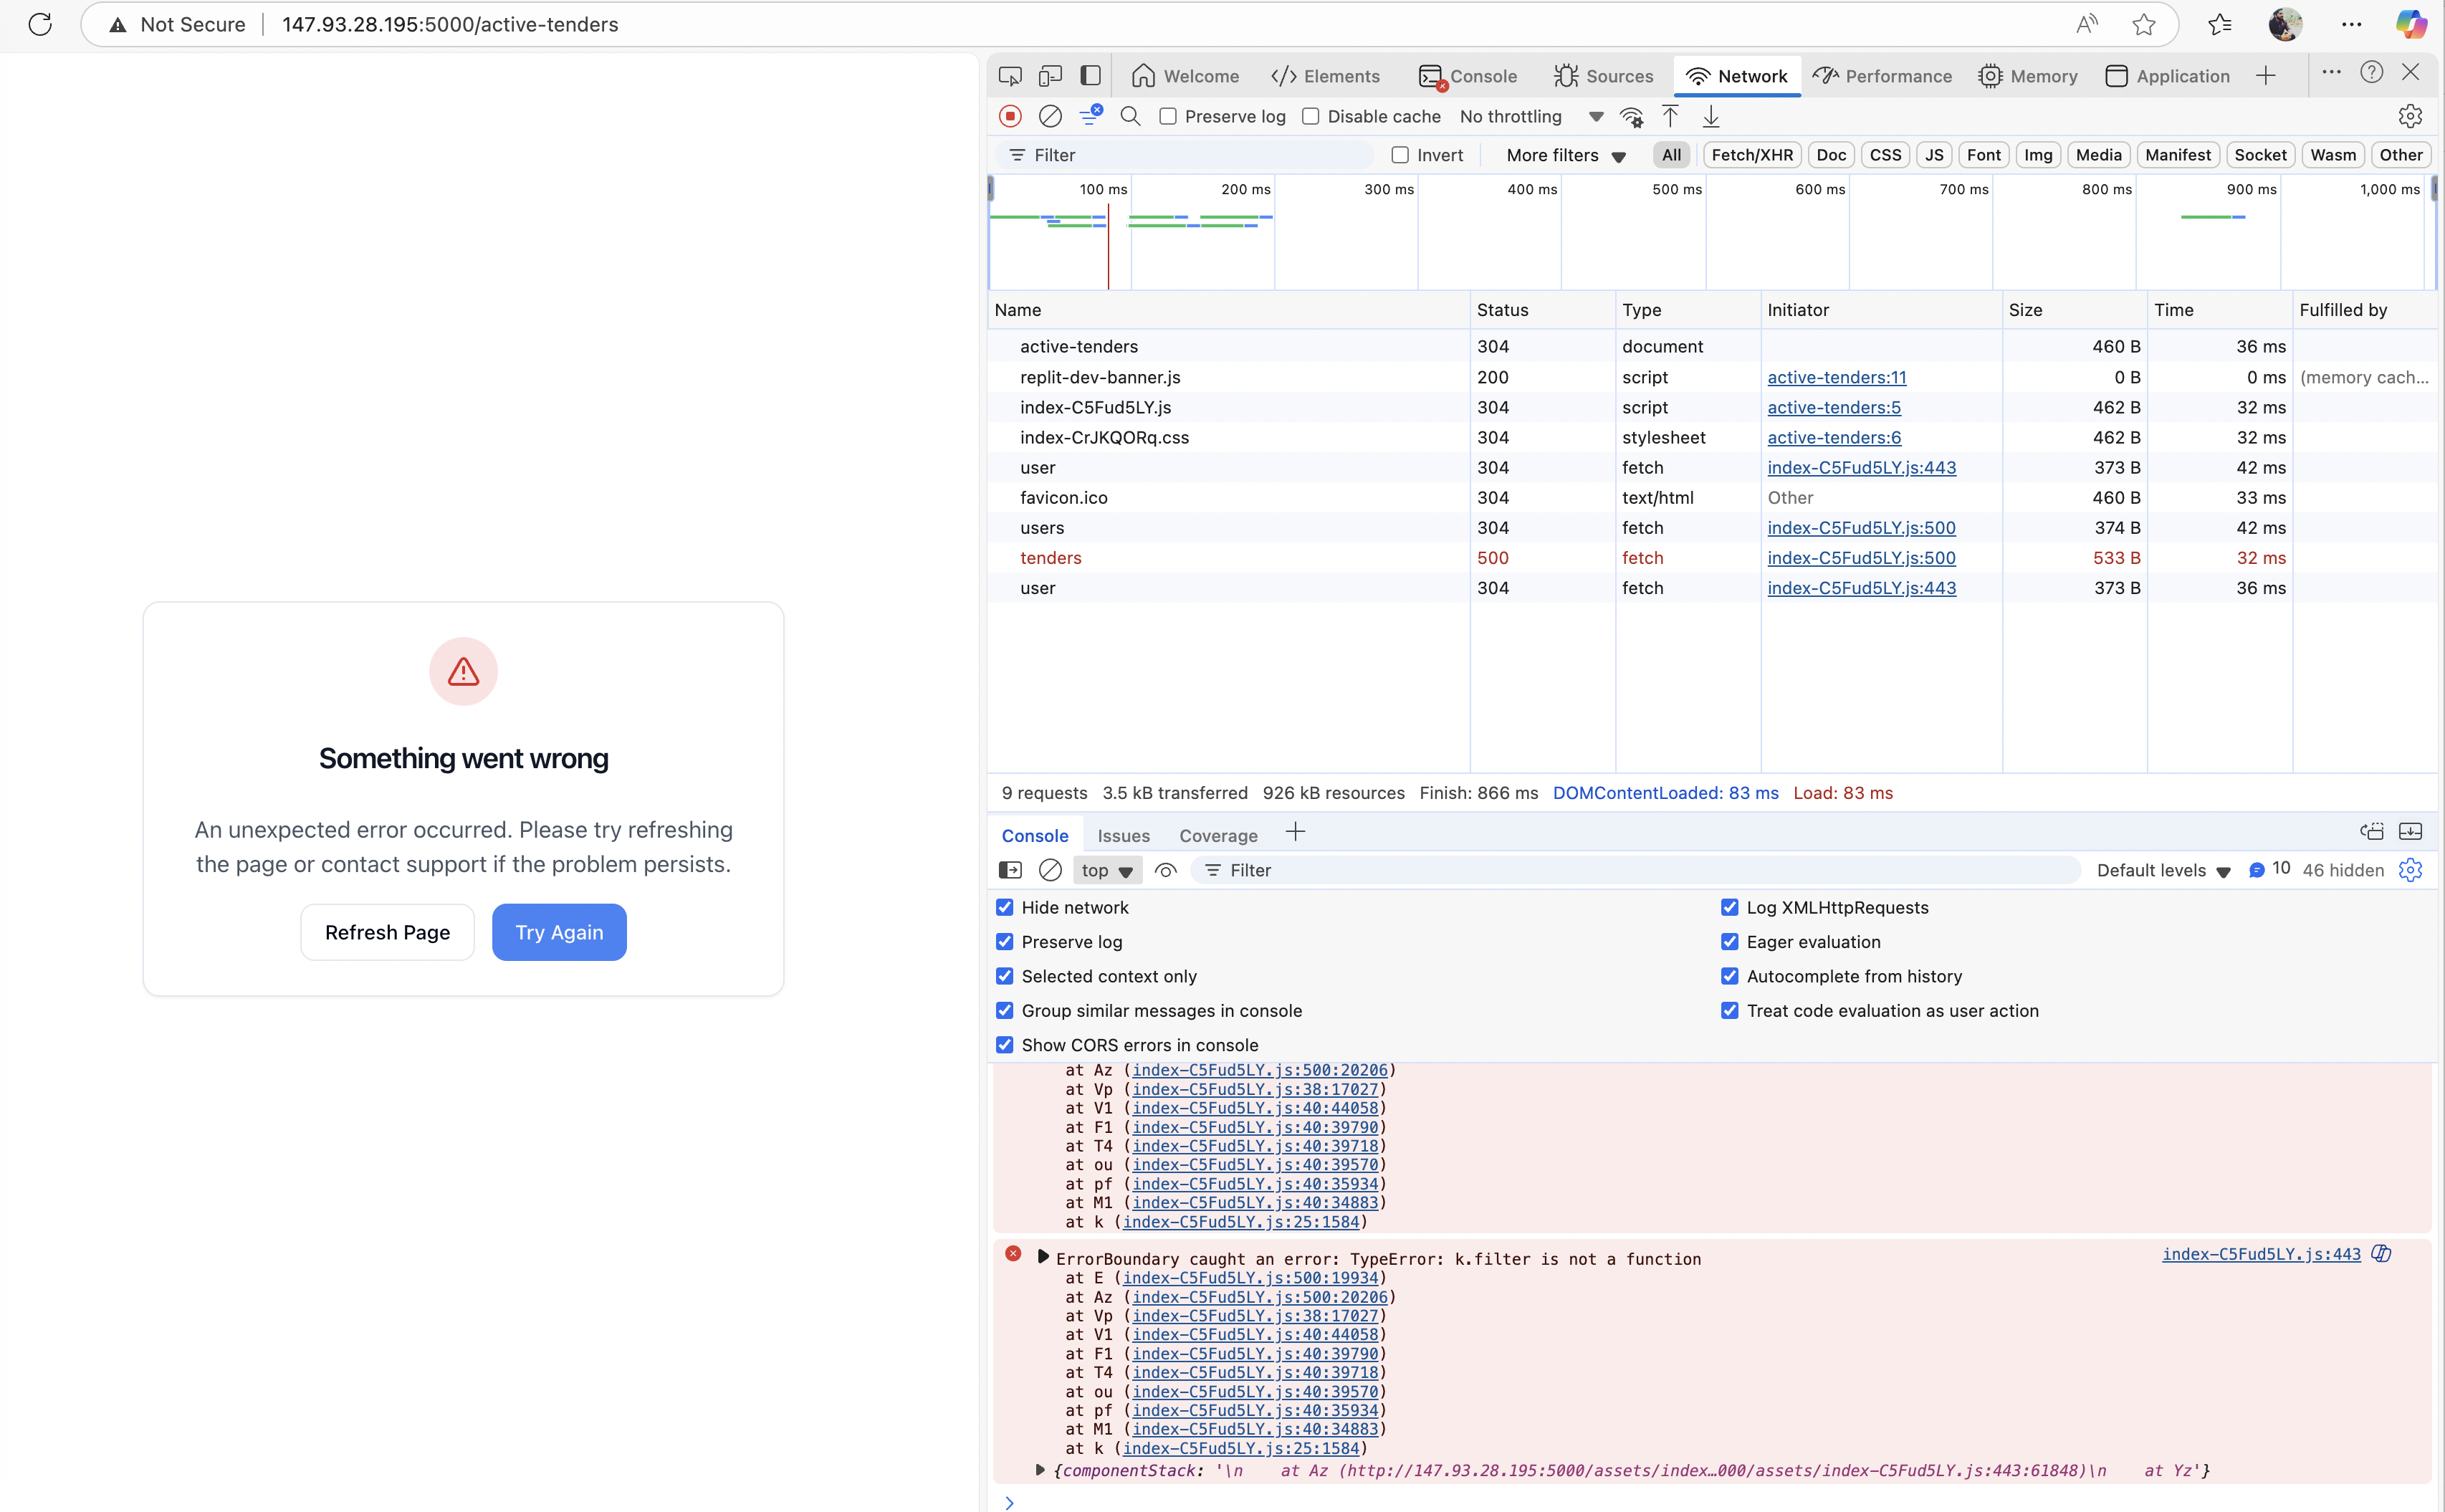 Not Secure 147.93.28.195:5000/active-tenders
Welcome Elements Console Sources Network Performance Memory Application
Preserve log Disable cache No throttling
Filter Invert More filters All Fetch/XHR Doc CSS JS Font Img Media Manifest Socket Wasm Other
100 ms 200 ms 300 ms 400 ms 500 ms 600 ms 700 ms 800 ms 900 ms 1,000 ms
Name Status Type Initiator Size Time Fulfilled by
active-tenders 304 document 460 B 36 ms
replit-dev-banner.js 200 script active-tenders:11 0 B 0 ms (memory cach...
index-C5Fud5LY.js 304 script active-tenders:5 462 B 32 ms
index-CrJKQORq.css 304 stylesheet active-tenders:6 462 B 32 ms
user 304 fetch index-C5Fud5LY.js:443 373 B 42 ms
favicon.ico 304 text/html Other 460 B 33 ms
users 304 fetch index-C5Fud5LY.js:500 374 B 42 ms
tenders 500 fetch index-C5Fud5LY.js:500 533 B 32 ms
user 304 fetch index-C5Fud5LY.js:443 373 B 36 ms
9 requests 3.5 kB transferred 926 kB resources Finish: 866 ms DOMContentLoaded: 83 ms Load: 83 ms
Something went wrong
An unexpected error occurred. Please try refreshing
the page or contact support if the problem persists.
Refresh Page Try Again
Console Issues Coverage
top Filter Default levels 10 46 hidden
Hide network Log XMLHttpRequests
Preserve log Eager evaluation
Selected context only Autocomplete from history
Group similar messages in console Treat code evaluation as user action
Show CORS errors in console
at Az (index-C5Fud5LY.js:500:20206)
at Vp (index-C5Fud5LY.js:38:17027)
at V1 (index-C5Fud5LY.js:40:44058)
at F1 (index-C5Fud5LY.js:40:39790)
at T4 (index-C5Fud5LY.js:40:39718)
at ou (index-C5Fud5LY.js:40:39570)
at pf (index-C5Fud5LY.js:40:35934)
at M1 (index-C5Fud5LY.js:40:34883)
at k (index-C5Fud5LY.js:25:1584)
ErrorBoundary caught an error: TypeError: k.filter is not a function index-C5Fud5LY.js:443
at E (index-C5Fud5LY.js:500:19934)
at Az (index-C5Fud5LY.js:500:20206)
at Vp (index-C5Fud5LY.js:38:17027)
at V1 (index-C5Fud5LY.js:40:44058)
at F1 (index-C5Fud5LY.js:40:39790)
at T4 (index-C5Fud5LY.js:40:39718)
at ou (index-C5Fud5LY.js:40:39570)
at pf (index-C5Fud5LY.js:40:35934)
at M1 (index-C5Fud5LY.js:40:34883)
at k (index-C5Fud5LY.js:25:1584)
{componentStack: '\n    at Az (http://147.93.28.195:5000/assets/index…000/assets/index-C5Fud5LY.js:443:61848)\n    at Yz'}